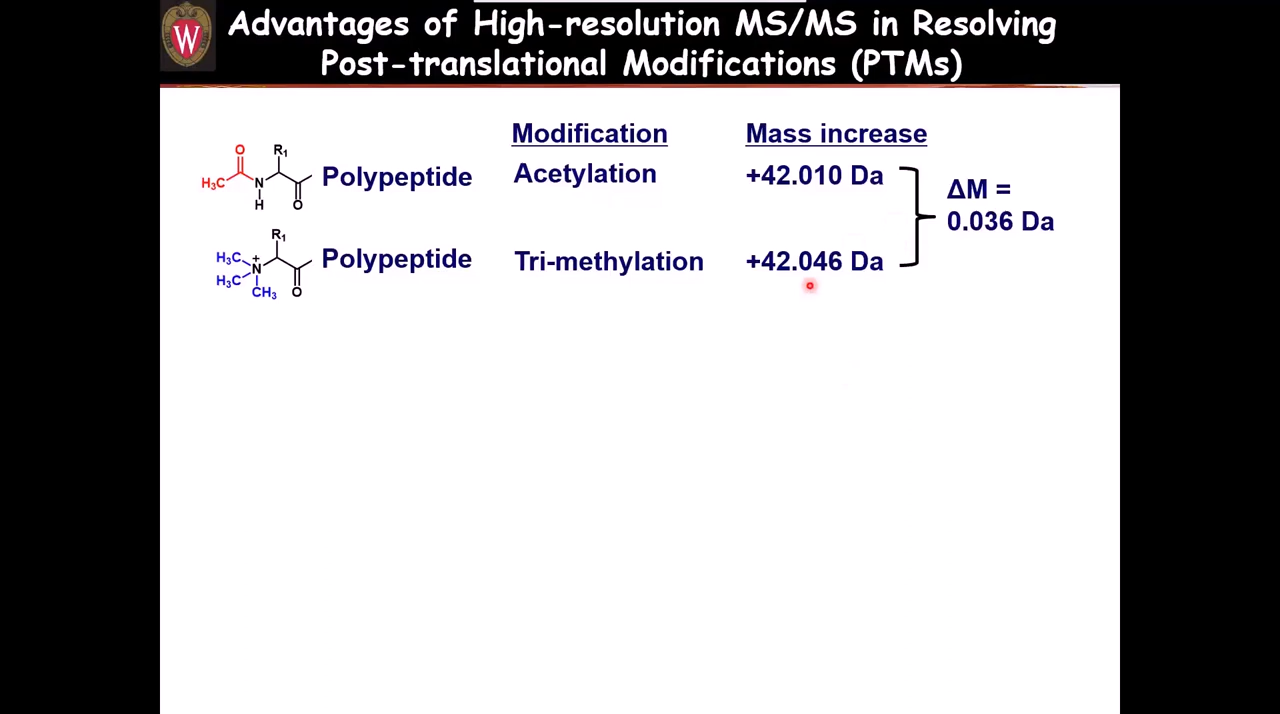 W
Advantages of High-resolution MS/MS in Resolving
Post-translational Modifications (PTMs)
Modification Mass increase
O R1
H3C N O H
Polypeptide Acetylation +42.010 Da
ΔM =
0.036 Da
R1
H3C + N H3C CH3 O
Polypeptide Tri-methylation +42.046 Da